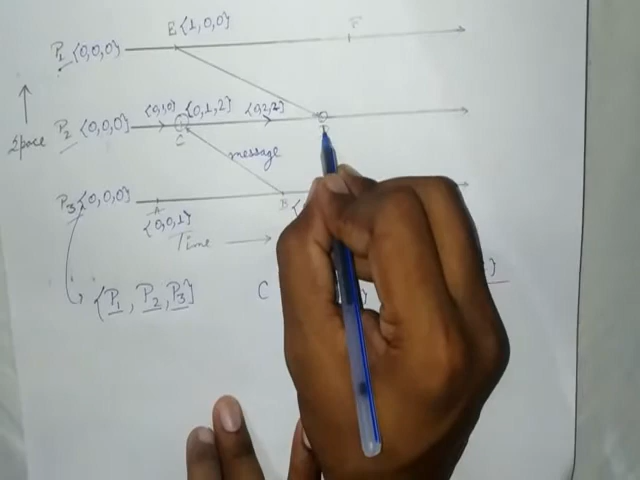 E {1,0,0} F
P1 {0,0,0}
{0,1,0} {0,1,2} {0,2,2}
P2 {0,0,0}
C
Space
message
P3 {0,0,0}
A B
{0,0,1}
Time
{P1, P2, P3} C